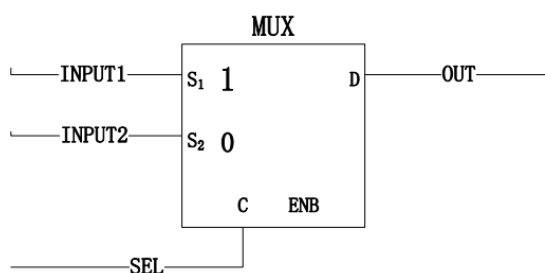 MUX
INPUT1 S₁ 1 D OUT
INPUT2 S₂ 0
C ENB
SEL